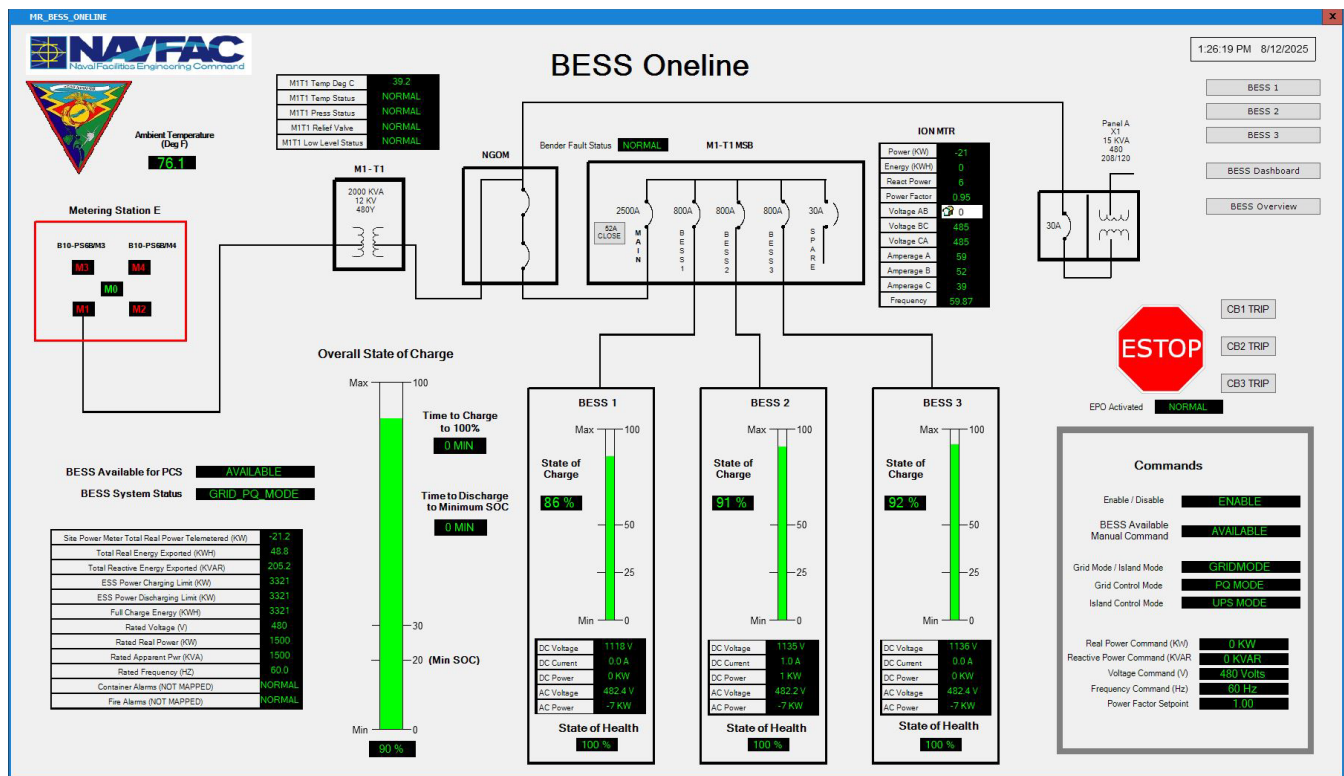 MR_BESS_ONELINE
X
NAVFAC
Naval Facilities Engineering Command
BESS Oneline
1:26:19 PM 8/12/2025
Ambient Temperature
(Deg F)
76.1
M1T1 Temp Deg C 39.2
M1T1 Temp Status NORMAL
M1T1 Press Status NORMAL
M1T1 Relief Valve NORMAL
M1T1 Low Level Status NORMAL
BESS 1
BESS 2
BESS 3
BESS Dashboard
BESS Overview
Metering Station E
B10-PS6B/M3 B10-PS6B/M4
M3 M4
M0
M1 M2
M1-T1
2000 KVA
12 KV
480Y
NGOM
Bender Fault Status NORMAL
M1-T1 MSB
2500A 800A 800A 800A 30A
52A
CLOSE
MAIN
BESS1
BESS2
BESS3
SPARE
ION MTR
Power (KW) -21
Energy (KWH) 0
React Power 6
Power Factor 0.95
Voltage AB 0
Voltage BC 485
Voltage CA 485
Amperage A 59
Amperage B 52
Amperage C 39
Frequency 59.87
Panel A
X1
15 KVA
480
208/120
30A
ESTOP
CB1 TRIP
CB2 TRIP
CB3 TRIP
EPO Activated NORMAL
Overall State of Charge
Max 100
Time to Charge
to 100%
0 MIN
Time to Discharge
to Minimum SOC
0 MIN
30
20 (Min SOC)
Min 0
90 %
BESS Available for PCS AVAILABLE
BESS System Status GRID_PQ_MODE
Site Power Meter Total Real Power Telemetered (KW) -21.2
Total Real Energy Exported (KWH) 48.8
Total Reactive Energy Exported (KVAR) 205.2
ESS Power Charging Limit (KW) 3321
ESS Power Discharging Limit (KW) 3321
Full Charge Energy (KWH) 3321
Rated Voltage (V) 480
Rated Real Power (KW) 1500
Rated Apparent Pwr (KVA) 1500
Rated Frequency (HZ) 60.0
Container Alarms (NOT MAPPED) NORMAL
Fire Alarms (NOT MAPPED) NORMAL
BESS 1
Max 100
State of
Charge
86 %
50
25
Min 0
DC Voltage 1118 V
DC Current 0.0 A
DC Power 0 KW
AC Voltage 482.4 V
AC Power -7 KW
State of Health
100 %
BESS 2
Max 100
State of
Charge
91 %
50
25
Min 0
DC Voltage 1135 V
DC Current 1.0 A
DC Power 1 KW
AC Voltage 482.2 V
AC Power -7 KW
State of Health
100 %
BESS 3
Max 100
State of
Charge
92 %
50
25
Min 0
DC Voltage 1136 V
DC Current 0.0 A
DC Power 0 KW
AC Voltage 482.4 V
AC Power -7 KW
State of Health
100 %
Commands
Enable / Disable ENABLE
BESS Available
Manual Command AVAILABLE
Grid Mode / Island Mode GRIDMODE
Grid Control Mode PQ MODE
Island Control Mode UPS MODE
Real Power Command (KW) 0 KW
Reactive Power Command (KVAR 0 KVAR
Voltage Command (V) 480 Volts
Frequency Command (Hz) 60 Hz
Power Factor Setpoint 1.00